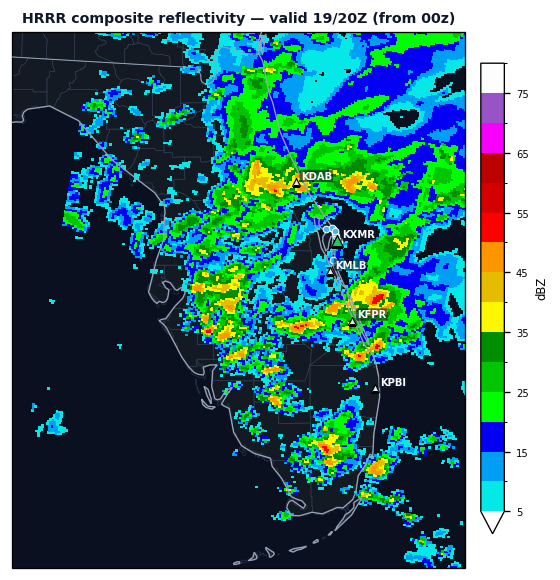 HRRR composite reflectivity — valid 19/20Z (from 00z)
KDAB
KXMR
KMLB
KFPR
KPBI
75
65
55
45
35
25
15
5
dBZ